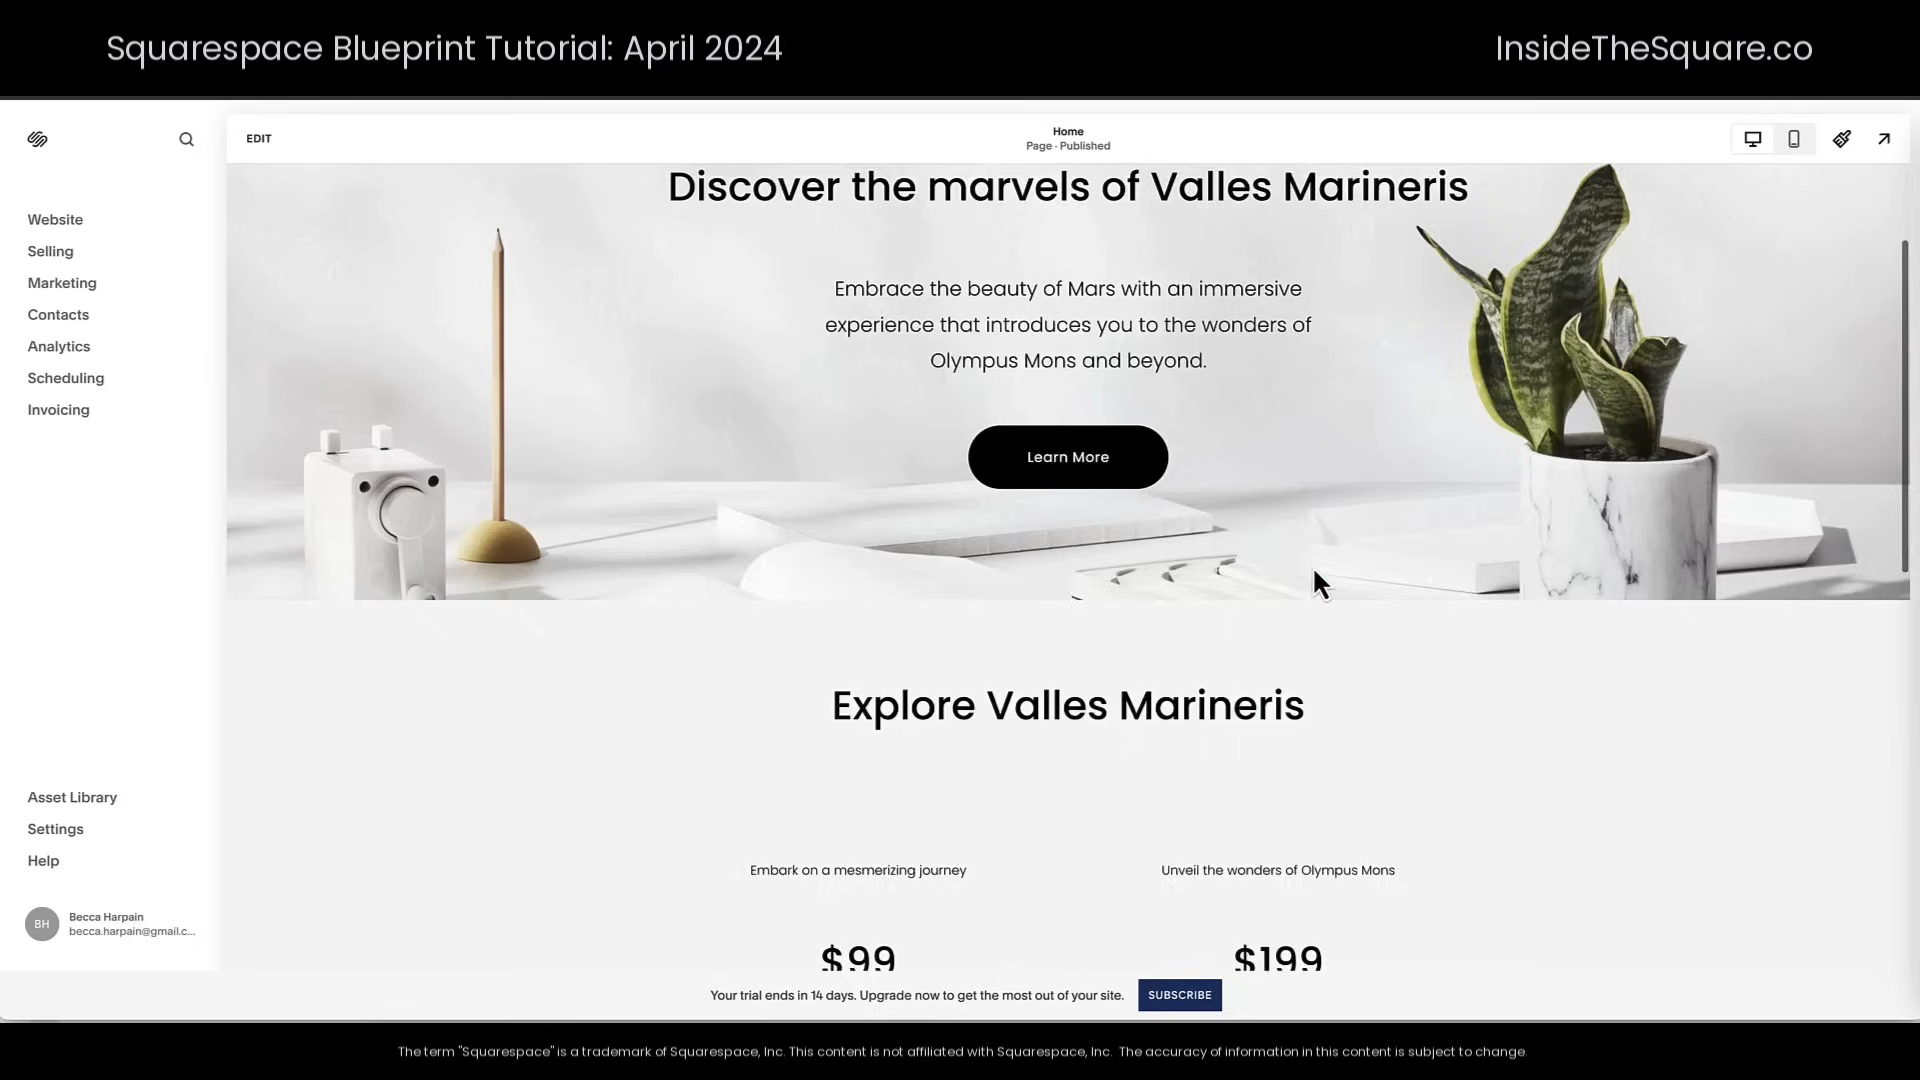 Squarespace Blueprint Tutorial: April 2024
InsideTheSquare.co
EDIT
Home
Page · Published
Website
Selling
Marketing
Contacts
Analytics
Scheduling
Invoicing
Asset Library
Settings
Help
BH
Becca Harpain
becca.harpain@gmail.c...
Discover the marvels of Valles Marineris
Embrace the beauty of Mars with an immersive
experience that introduces you to the wonders of
Olympus Mons and beyond.
Learn More
Explore Valles Marineris
Embark on a mesmerizing journey
Unveil the wonders of Olympus Mons
$99
$199
Your trial ends in 14 days. Upgrade now to get the most out of your site.
SUBSCRIBE
The term "Squarespace" is a trademark of Squarespace, Inc. This content is not affiliated with Squarespace, Inc. The accuracy of information in this content is subject to change.